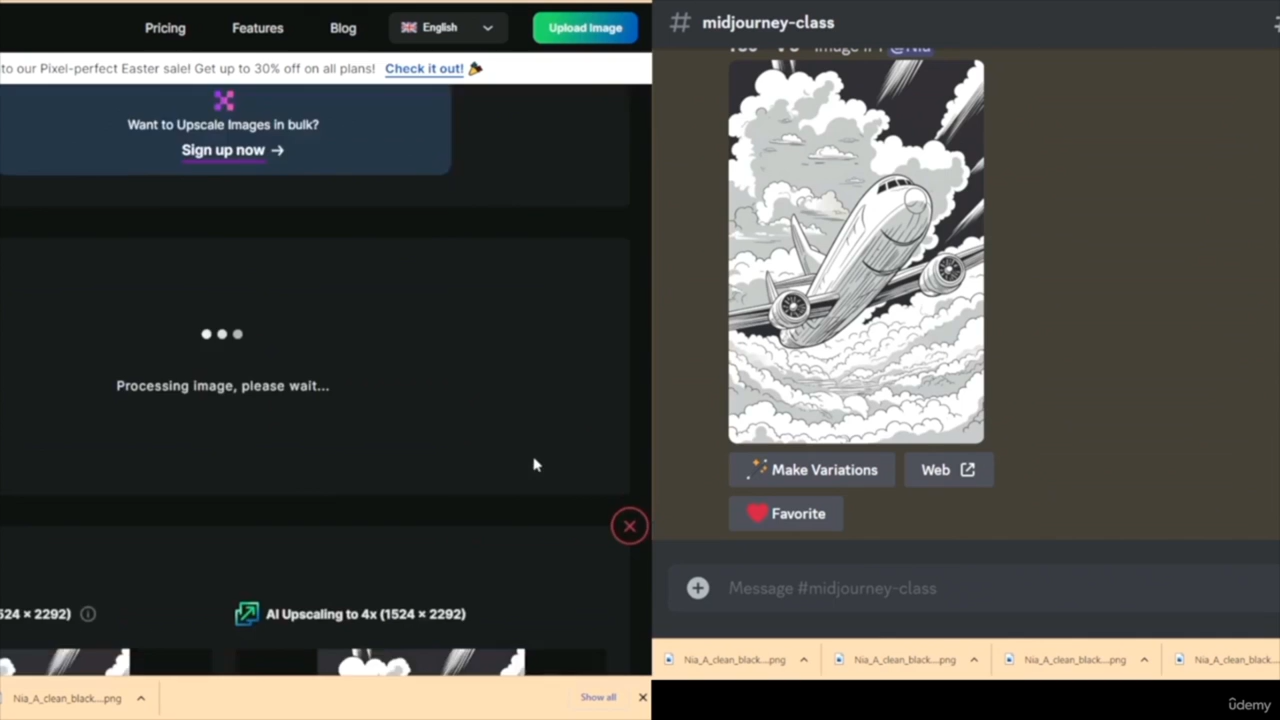 Pricing
Features
Blog
English
Upload Image
to our Pixel-perfect Easter sale! Get up to 30% off on all plans! Check it out!
Want to Upscale Images in bulk?
Sign up now →
Processing image, please wait...
524 × 2292)
AI Upscaling to 4x (1524 × 2292)
Nia_A_clean_black....png
Show all
# midjourney-class
Image #1 @Nia
Make Variations
Web
Favorite
Message #midjourney-class
Nia_A_clean_black....png
Nia_A_clean_black....png
Nia_A_clean_black....png
Nia_A_clean_black
ûdemy